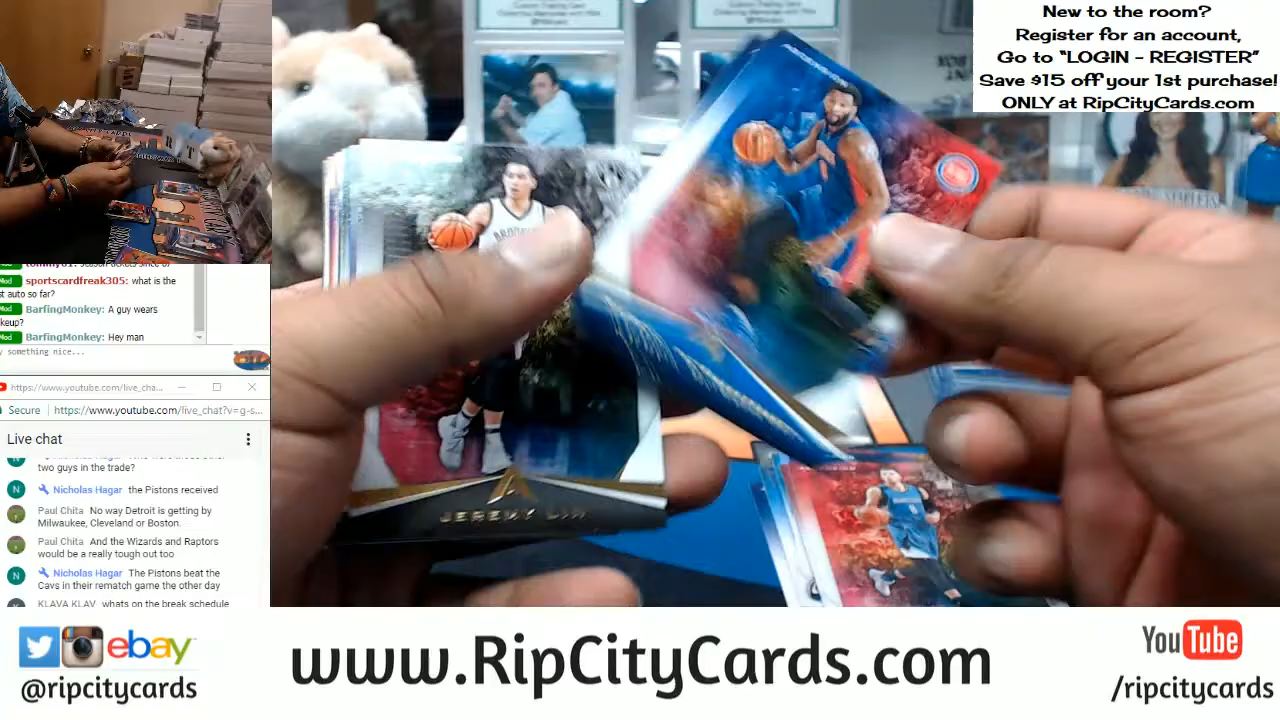 New to the room?
Register for an account,
Go to “LOGIN - REGISTER”
Save $15 off your 1st purchase!
ONLY at RipCityCards.com
sportscardfreak305: what is the
st auto so far?
Mod BarfingMonkey: A guy wears
keup?
Mod BarfingMonkey: Hey man
y something nice...
https://www.youtube.com/live_cha...
Secure https://www.youtube.com/live_chat?v=g-s...
Live chat
two guys in the trade?
N Nicholas Hagar the Pistons received
Paul Chita No way Detroit is getting by
Milwaukee, Cleveland or Boston.
Paul Chita And the Wizards and Raptors
would be a really tough out too
N Nicholas Hagar The Pistons beat the
Cavs in their rematch game the other day
K KLAVA KLAV whats on the break schedule
JEREMY LIN
ebay
@ripcitycards
www.RipCityCards.com
YouTube
/ripcitycards